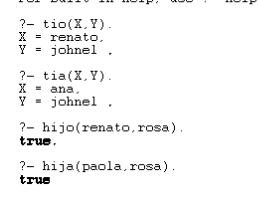 ?- tio(X,Y).
X = renato,
Y = johnel .
?- tia(X,Y).
X = ana,
Y = johnel .
?- hijo(renato,rosa).
true.
?- hija(paola,rosa).
true